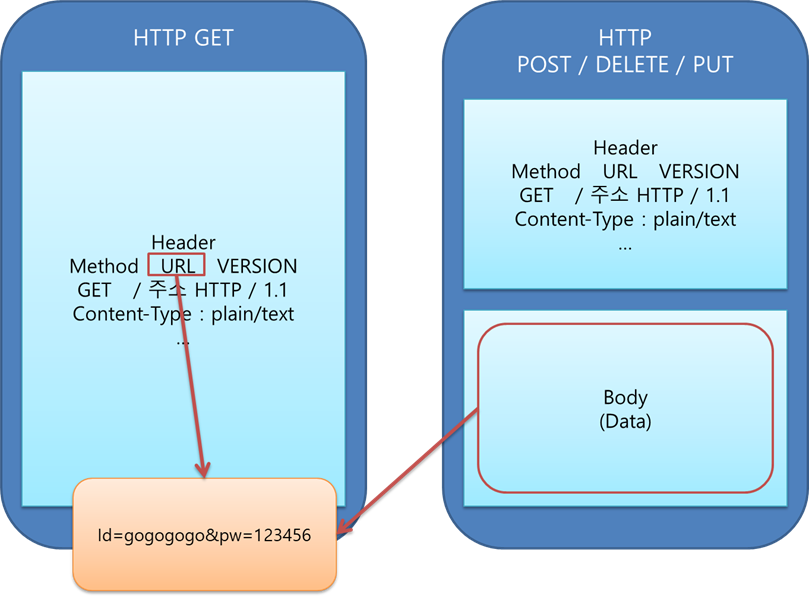 HTTP GET
Header
Method URL VERSION
GET / 주소 HTTP / 1.1
Content-Type : plain/text
...
Id=gogogogo&pw=123456
HTTP
POST / DELETE / PUT
Header
Method URL VERSION
GET / 주소 HTTP / 1.1
Content-Type : plain/text
...
Body
(Data)